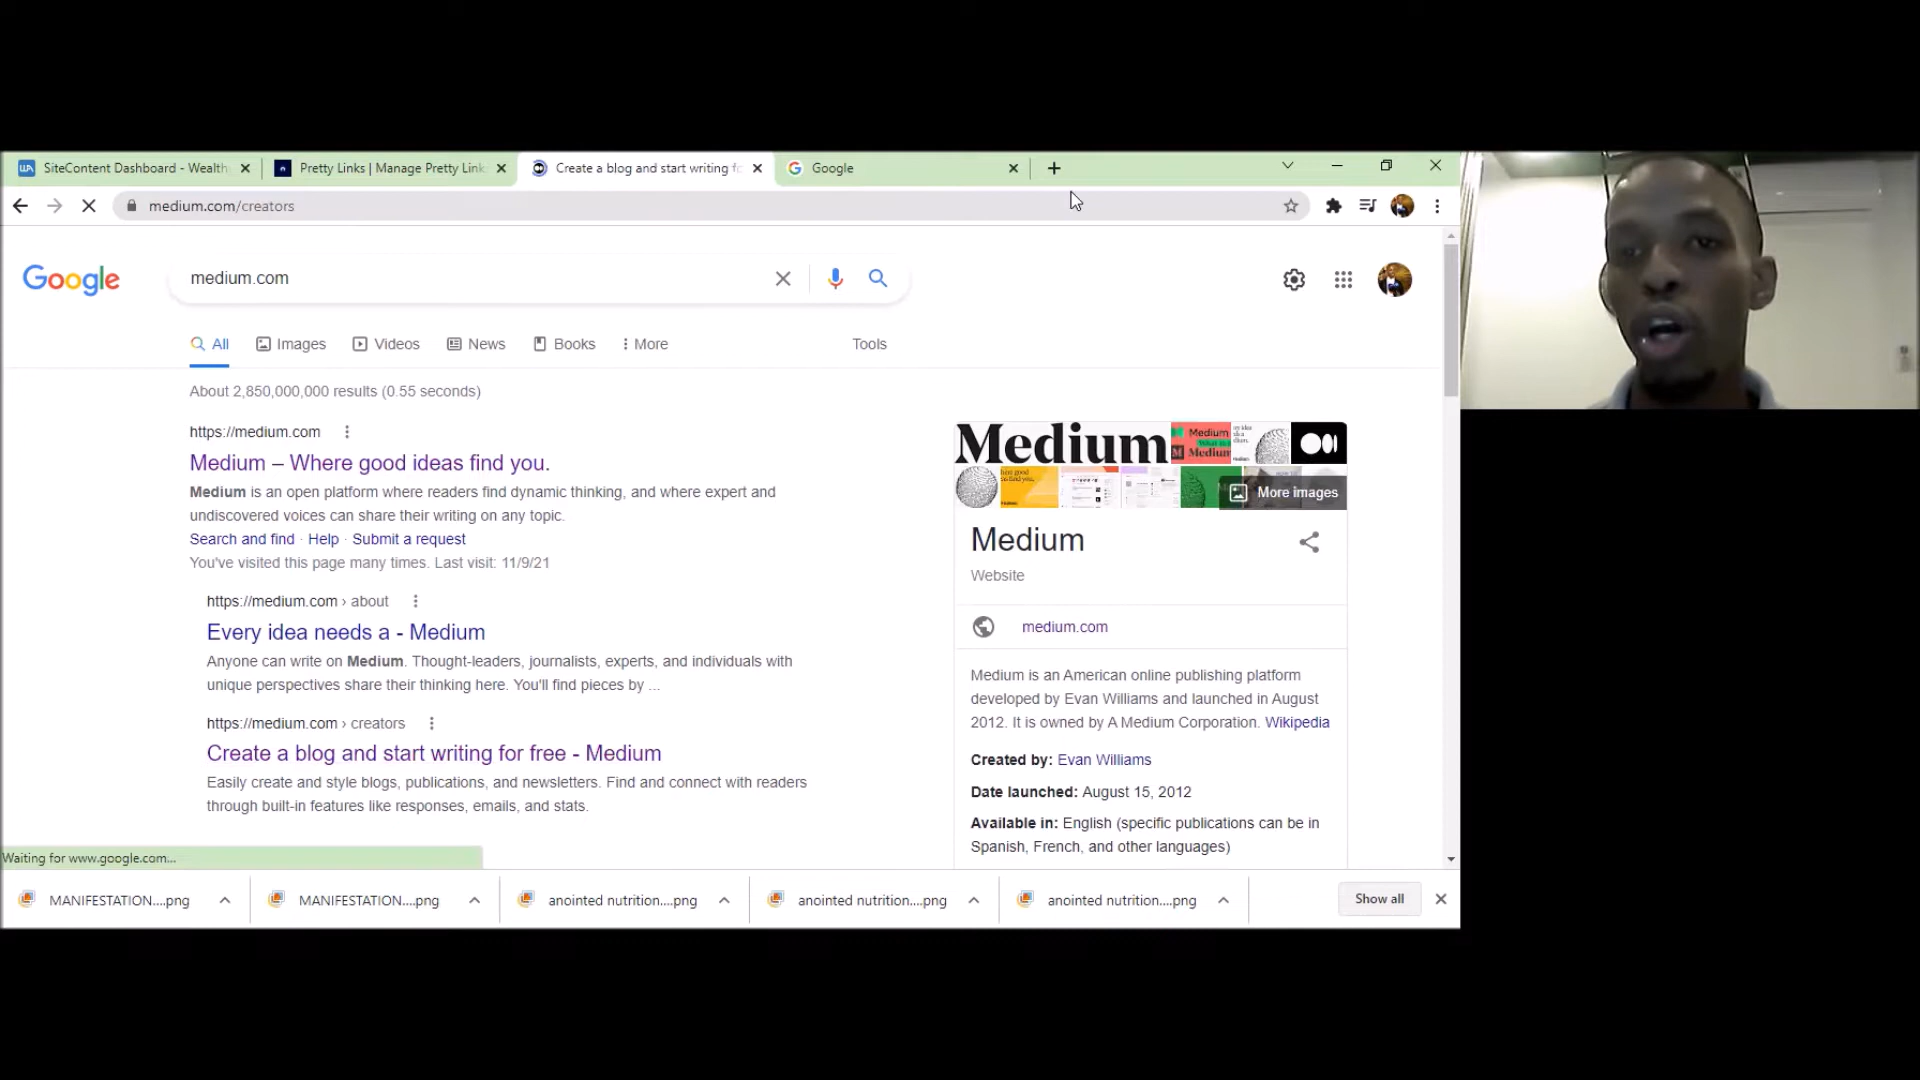 SiteContent Dashboard - Wealth
Pretty Links | Manage Pretty Link
Create a blog and start writing fo
Google
medium.com/creators
Google
medium.com
All
Images
Videos
News
Books
More
Tools
About 2,850,000,000 results (0.55 seconds)
https://medium.com
Medium – Where good ideas find you.
Medium is an open platform where readers find dynamic thinking, and where expert and
undiscovered voices can share their writing on any topic.
Search and find · Help · Submit a request
You've visited this page many times. Last visit: 11/9/21
https://medium.com › about
Every idea needs a - Medium
Anyone can write on Medium. Thought-leaders, journalists, experts, and individuals with
unique perspectives share their thinking here. You'll find pieces by ...
https://medium.com › creators
Create a blog and start writing for free - Medium
Easily create and style blogs, publications, and newsletters. Find and connect with readers
through built-in features like responses, emails, and stats.
Medium
Medium
Medium
More images
Medium
Website
medium.com
Medium is an American online publishing platform
developed by Evan Williams and launched in August
2012. It is owned by A Medium Corporation. Wikipedia
Created by: Evan Williams
Date launched: August 15, 2012
Available in: English (specific publications can be in
Spanish, French, and other languages)
Waiting for www.google.com...
MANIFESTATION....png
MANIFESTATION....png
anointed nutrition....png
anointed nutrition....png
anointed nutrition....png
Show all